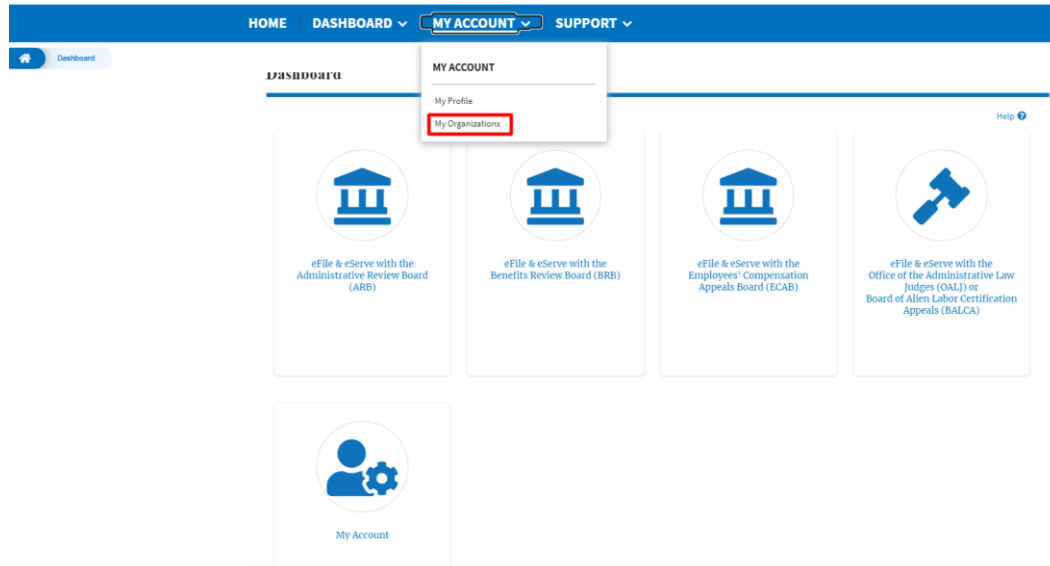 HOME DASHBOARD MY ACCOUNT SUPPORT
Dashboard
Dashboard
MY ACCOUNT
My Profile
My Organizations
Help
eFile & eServe with the
Administrative Review Board
(ARB)
eFile & eServe with the
Benefits Review Board (BRB)
eFile & eServe with the
Employees' Compensation
Appeals Board (ECAB)
eFile & eServe with the
Office of the Administrative Law
Judges (OALJ) or
Board of Alien Labor Certification
Appeals (BALCA)
My Account